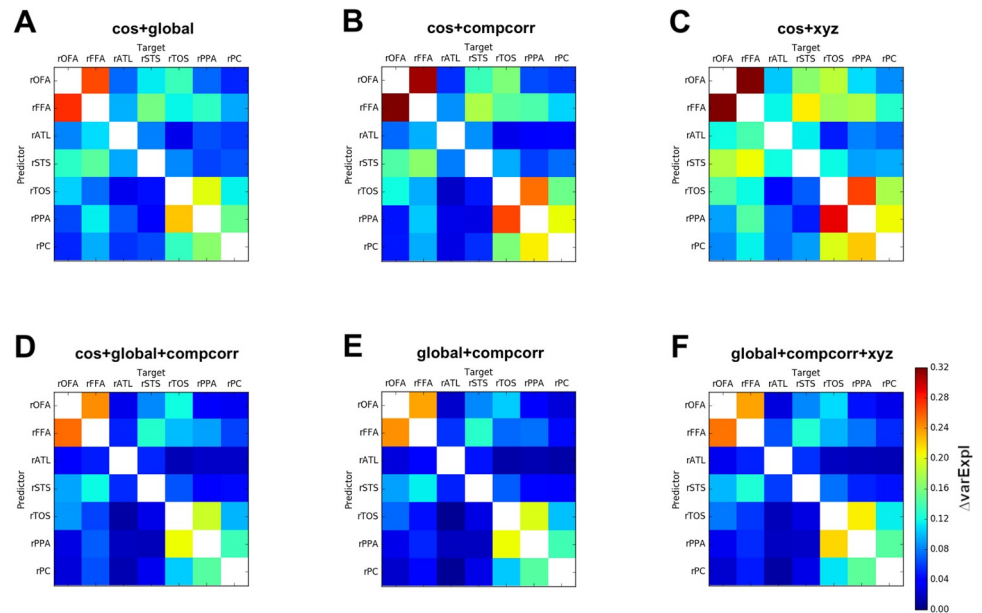 A
cos+global
Target
rOFA rFFA rATL rSTS rTOS rPPA rPC
Predictor
rOFA
rFFA
rATL
rSTS
rTOS
rPPA
rPC
B
cos+compcorr
Target
rOFA rFFA rATL rSTS rTOS rPPA rPC
Predictor
rOFA
rFFA
rATL
rSTS
rTOS
rPPA
rPC
C
cos+xyz
Target
rOFA rFFA rATL rSTS rTOS rPPA rPC
Predictor
rOFA
rFFA
rATL
rSTS
rTOS
rPPA
rPC
D
cos+global+compcorr
Target
rOFA rFFA rATL rSTS rTOS rPPA rPC
Predictor
rOFA
rFFA
rATL
rSTS
rTOS
rPPA
rPC
E
global+compcorr
Target
rOFA rFFA rATL rSTS rTOS rPPA rPC
Predictor
rOFA
rFFA
rATL
rSTS
rTOS
rPPA
rPC
F
global+compcorr+xyz
Target
rOFA rFFA rATL rSTS rTOS rPPA rPC
Predictor
rOFA
rFFA
rATL
rSTS
rTOS
rPPA
rPC
0.32
0.28
0.24
0.20
0.16
0.12
0.08
0.04
0.00
ΔvarExpl